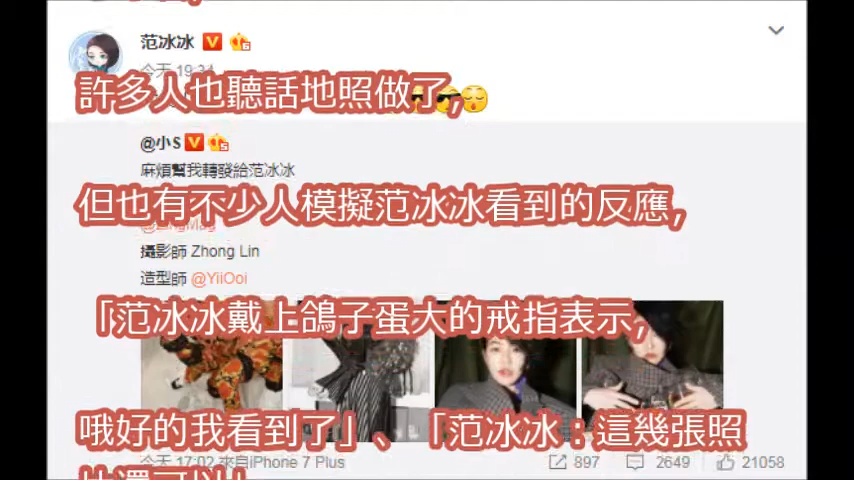 范冰冰
今天 19:34
許多人也聽話地照做了,
@小S
麻煩幫我轉發給范冰冰
但也有不少人模擬范冰冰看到的反應,
攝影師 Zhong Lin
造型師 @YiiOoi
「范冰冰戴上鴿子蛋大的戒指表示,
哦好的我看到了」、「范冰冰：這幾張照
今天 17:02 來自iPhone 7 Plus
897 2649 21058